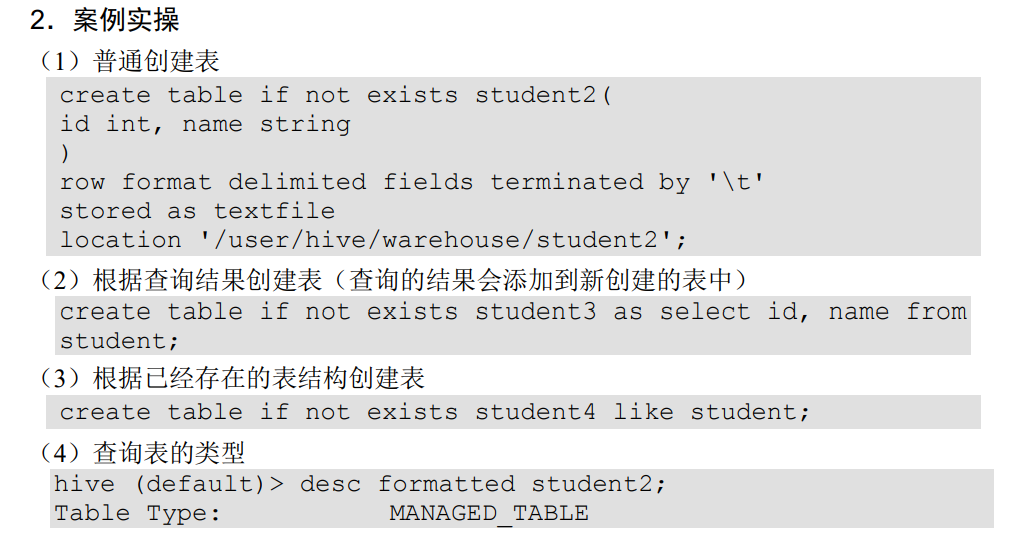 2．案例实操
（1）普通创建表
create table if not exists student2(
id int, name string
)
row format delimited fields terminated by '\t'
stored as textfile
location '/user/hive/warehouse/student2';
（2）根据查询结果创建表（查询的结果会添加到新创建的表中）
create table if not exists student3 as select id, name from
student;
（3）根据已经存在的表结构创建表
create table if not exists student4 like student;
（4）查询表的类型
hive (default)> desc formatted student2;
Table Type:           MANAGED_TABLE